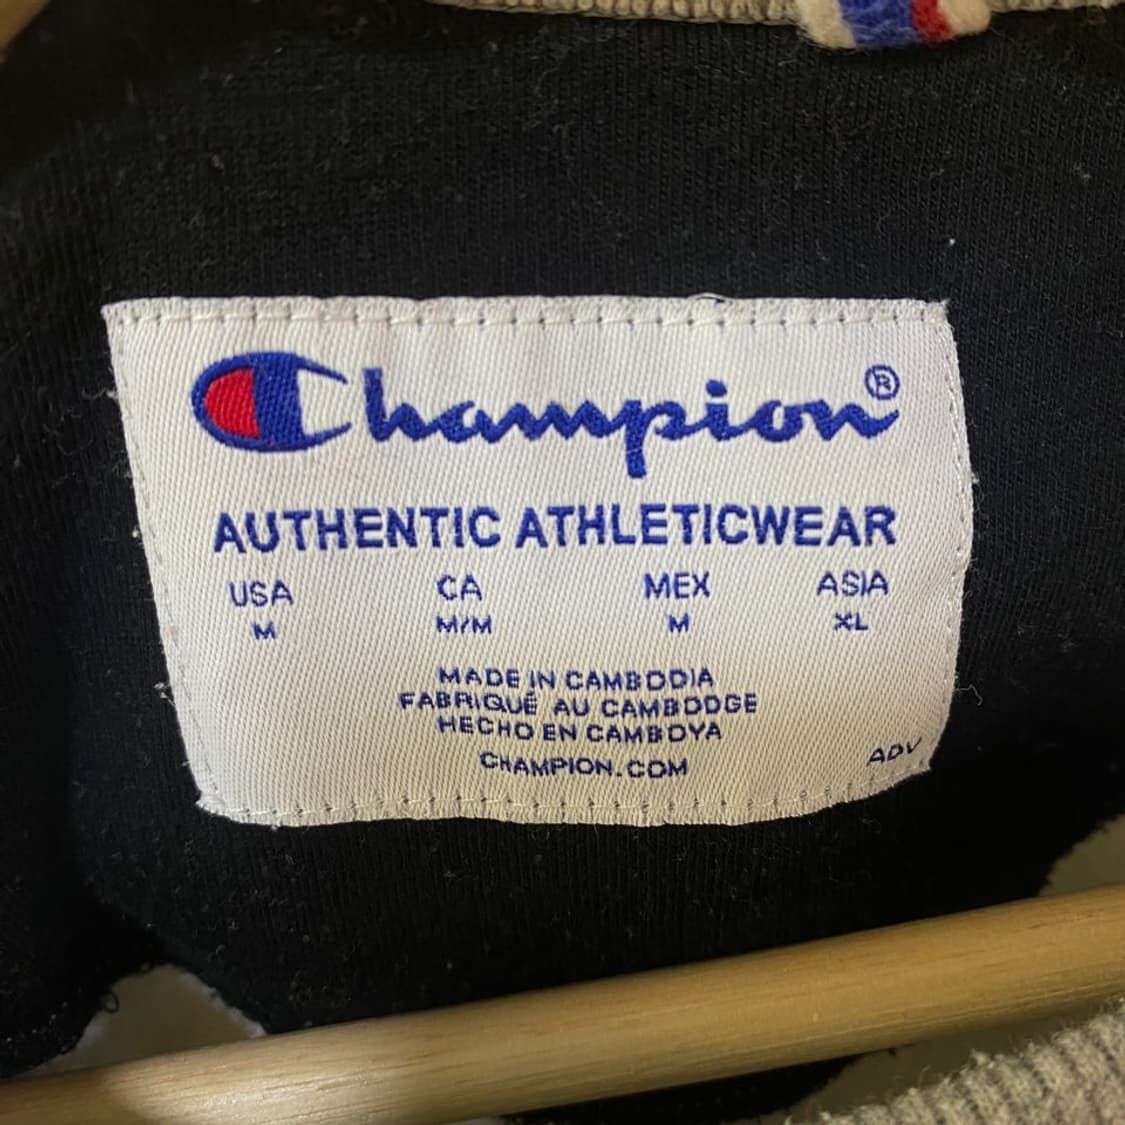 Champion®
AUTHENTIC ATHLETICWEAR
USA CA MEX ASIA
M M/M M XL
MADE IN CAMBODIA
FABRIQUÉ AU CAMBODGE
HECHO EN CAMBOYA
CHAMPION.COM
ADV